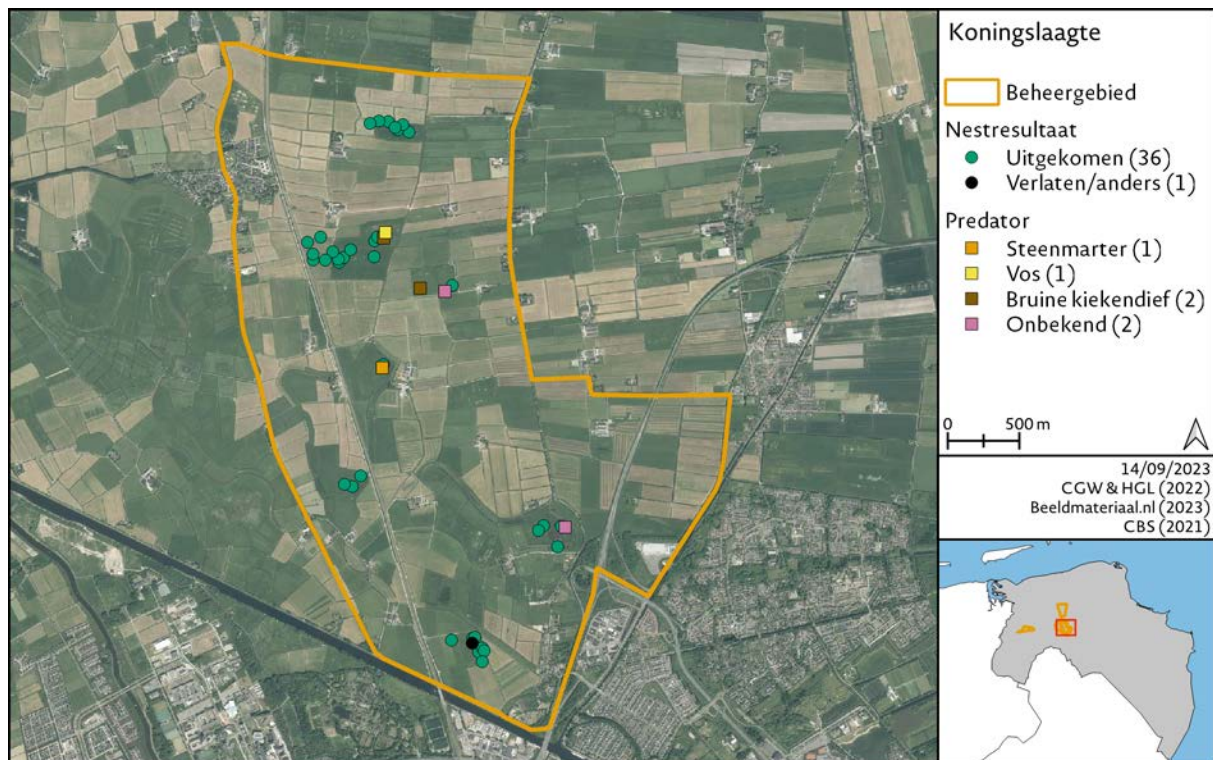 Koningslaagte
Beheergebied
Nestresultaat
Uitgekomen (36)
Verlaten/anders (1)
Predator
Steenmarter (1)
Vos (1)
Bruine kiekendief (2)
Onbekend (2)
0 500 m
14/09/2023
CGW & HGL (2022)
Beeldmateriaal.nl (2023)
CBS (2021)